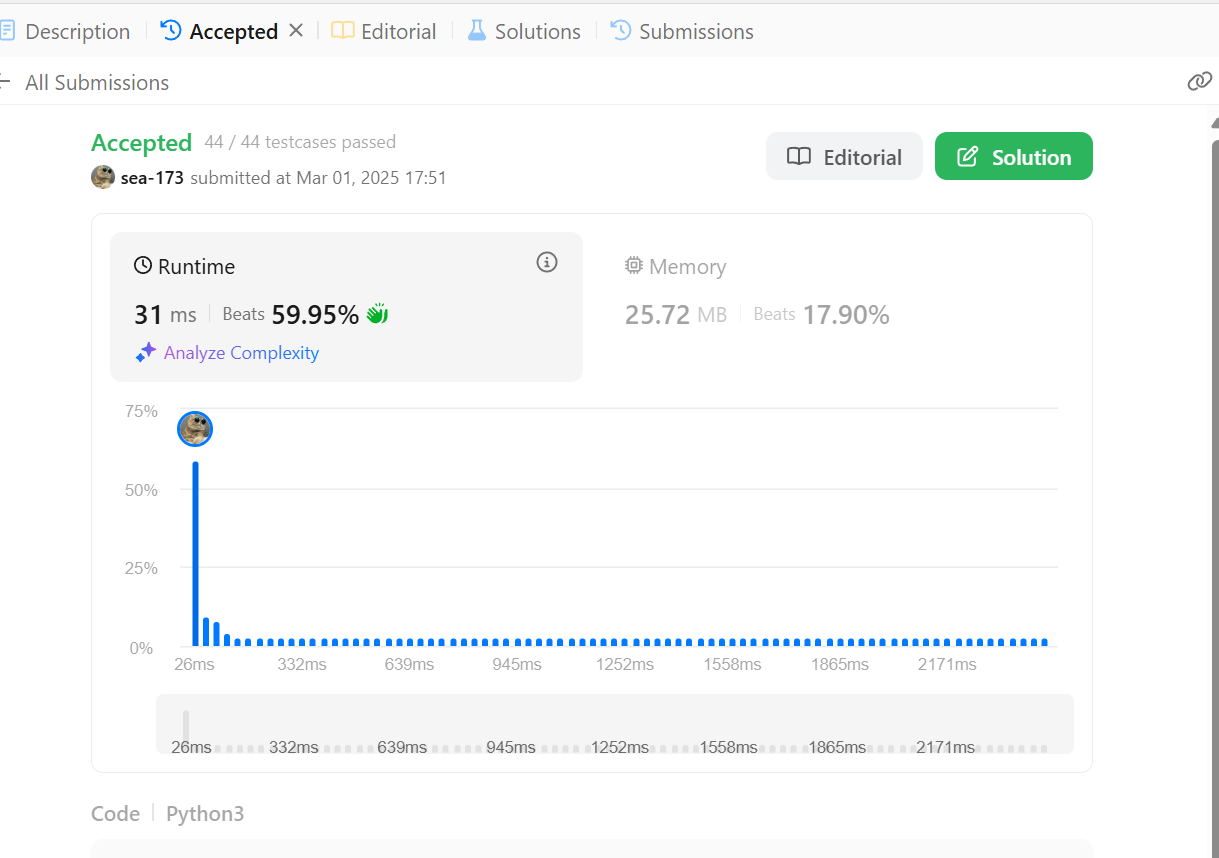 Description Accepted Editorial Solutions Submissions
All Submissions
Accepted 44 / 44 testcases passed
Editorial Solution
sea-173 submitted at Mar 01, 2025 17:51
Runtime Memory
31 ms Beats 59.95% 25.72 MB Beats 17.90%
Analyze Complexity
75%
50%
25%
0%
26ms 332ms 639ms 945ms 1252ms 1558ms 1865ms 2171ms
26ms 332ms 639ms 945ms 1252ms 1558ms 1865ms 2171ms
Code Python3